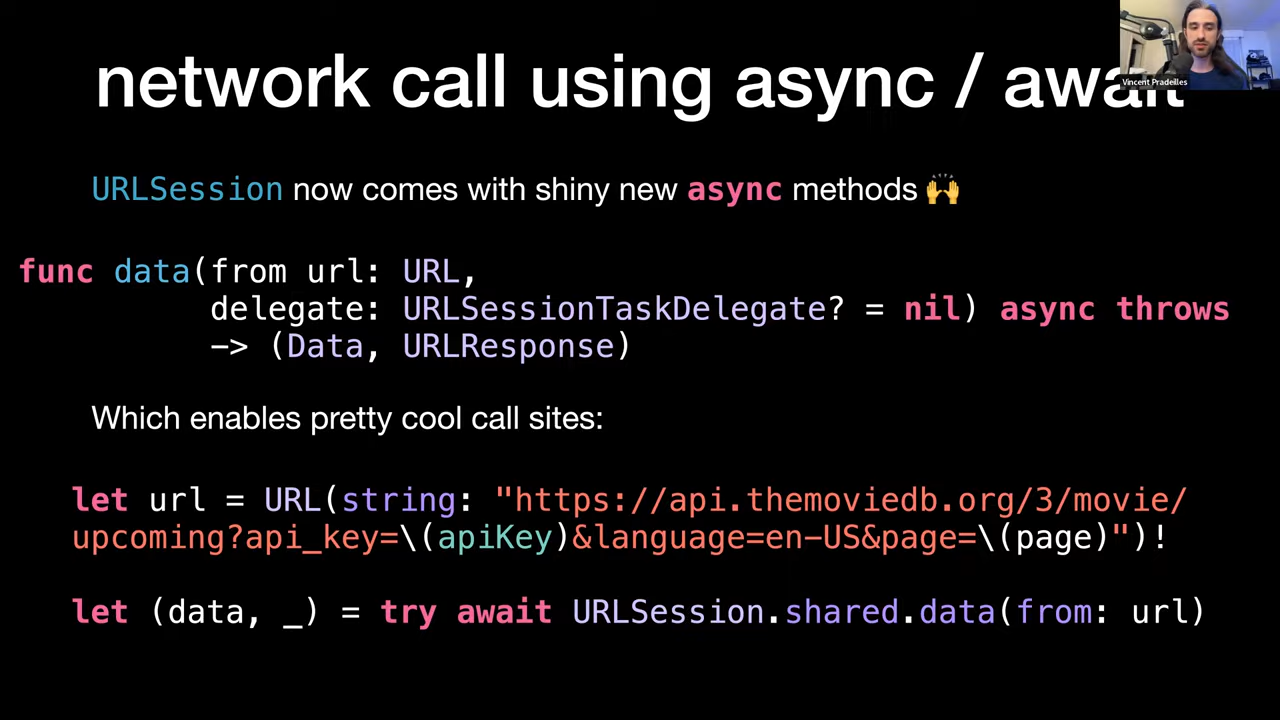 network call using async / await
Vincent Pradeilles
URLSession now comes with shiny new async methods 🙌
func data(from url: URL,
delegate: URLSessionTaskDelegate? = nil) async throws
-> (Data, URLResponse)
Which enables pretty cool call sites:
let url = URL(string: "https://api.themoviedb.org/3/movie/
upcoming?api_key=\(apiKey)&language=en-US&page=\(page)")!
let (data, _) = try await URLSession.shared.data(from: url)